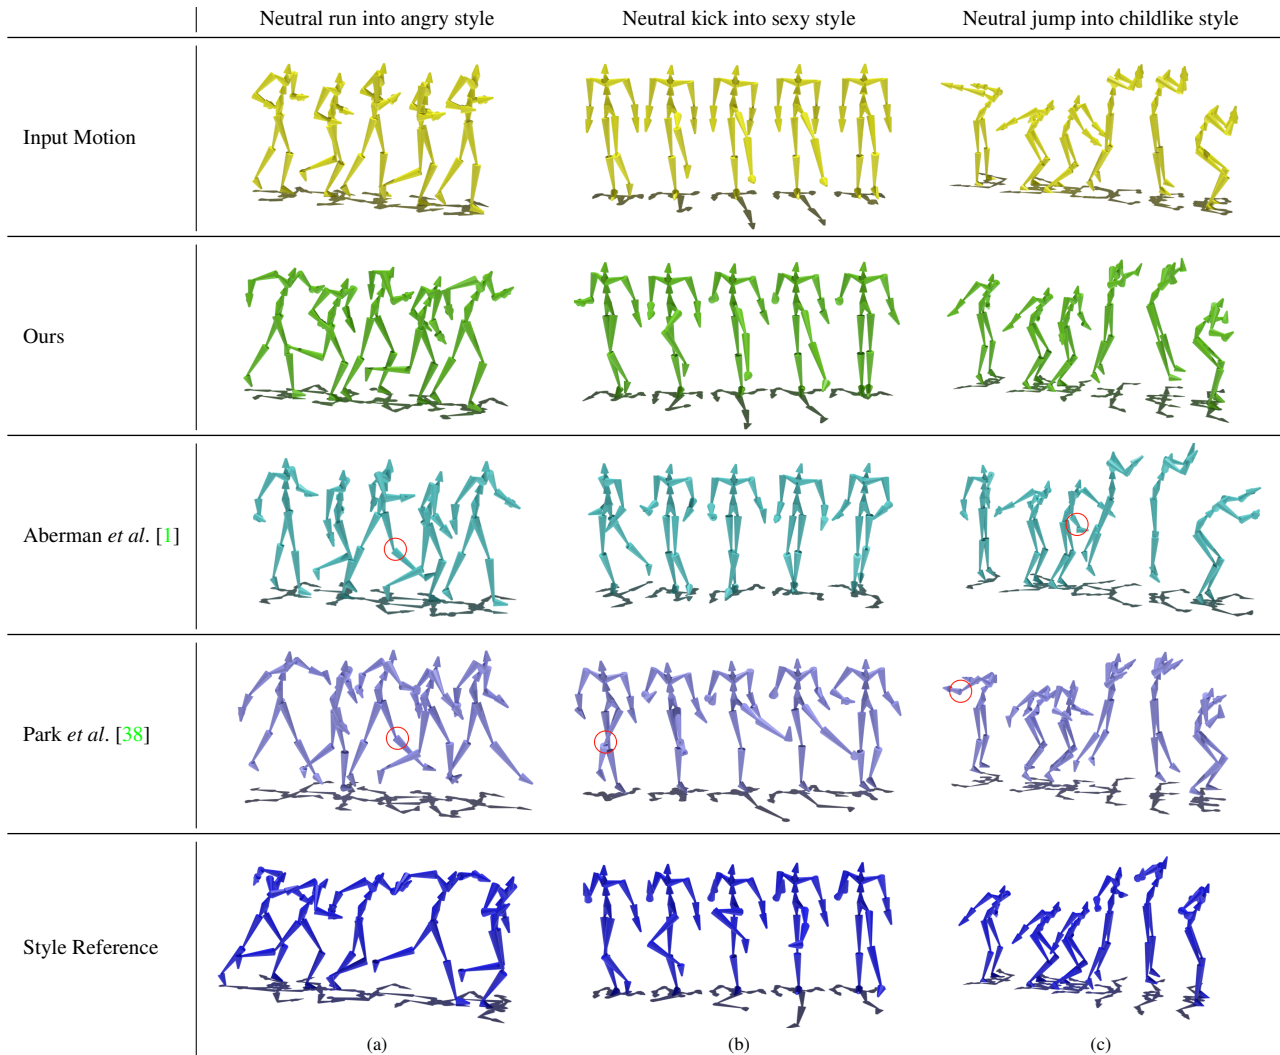 Neutral run into angry style Neutral kick into sexy style Neutral jump into childlike style
Input Motion
Ours
Aberman et al. [1]
Park et al. [38]
Style Reference
(a) (b) (c)